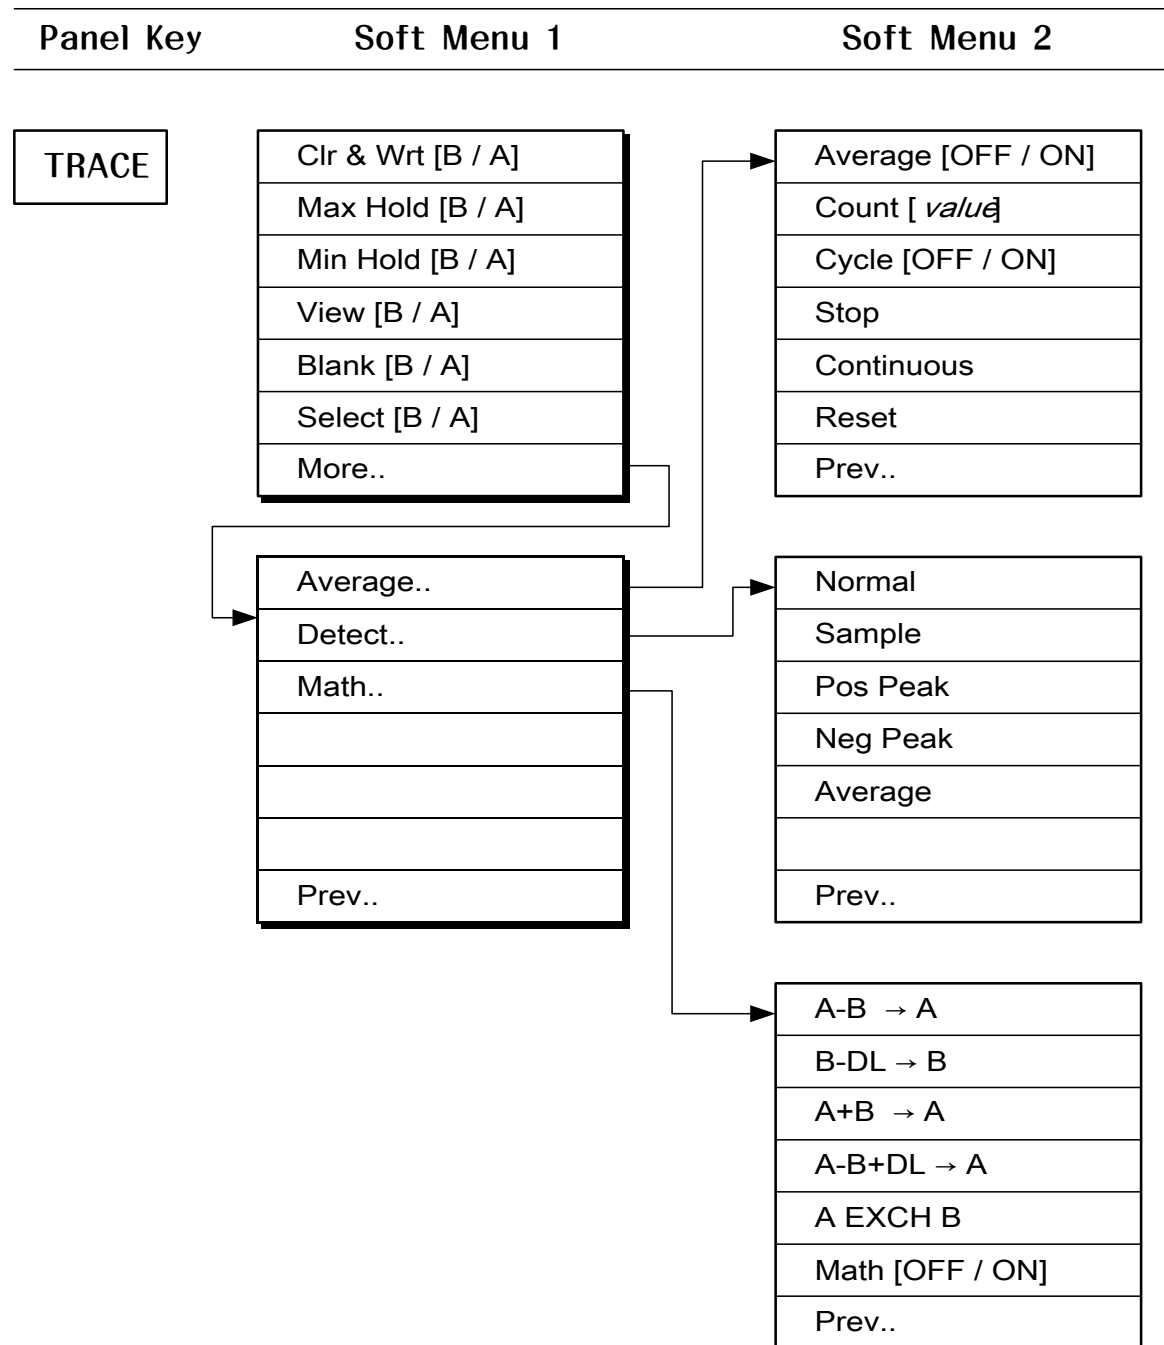 Panel Key Soft Menu 1 Soft Menu 2
TRACE
Clr & Wrt [B / A]
Max Hold [B / A]
Min Hold [B / A]
View [B / A]
Blank [B / A]
Select [B / A]
More..
Average..
Detect..
Math..
Prev..
Average [OFF / ON]
Count [ value]
Cycle [OFF / ON]
Stop
Continuous
Reset
Prev..
Normal
Sample
Pos Peak
Neg Peak
Average
Prev..
A-B → A
B-DL → B
A+B → A
A-B+DL → A
A EXCH B
Math [OFF / ON]
Prev..